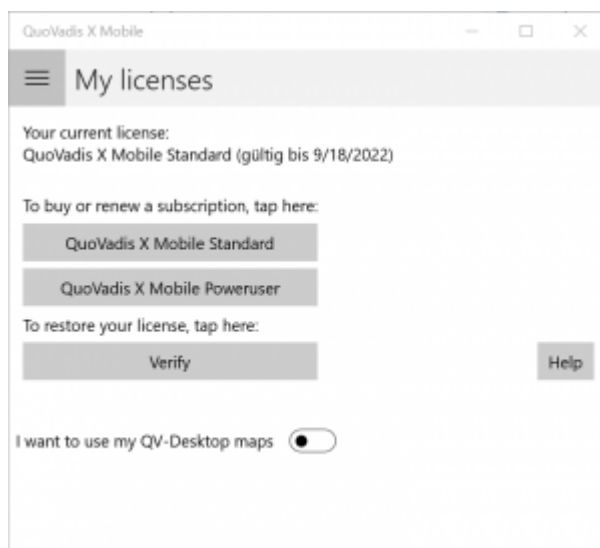 QuoVadis X Mobile
My licenses
Your current license:
QuoVadis X Mobile Standard (gültig bis 9/18/2022)
To buy or renew a subscription, tap here:
QuoVadis X Mobile Standard
QuoVadis X Mobile Poweruser
To restore your license, tap here:
Verify
Help
I want to use my QV-Desktop maps